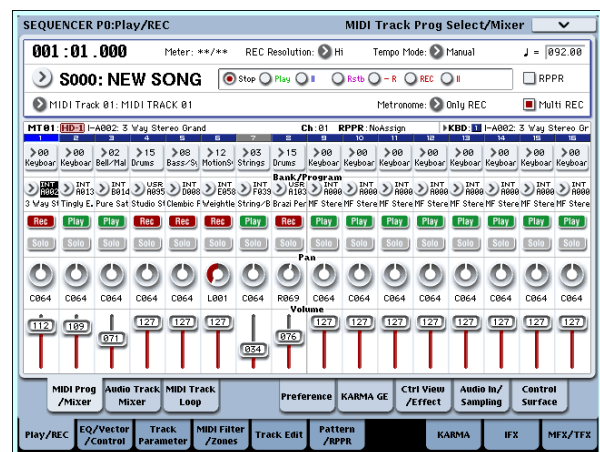 SEQUENCER P0:Play/REC MIDI Track Prog Select/Mixer
001 :01 .000 Meter: **/** REC Resolution: Hi Tempo Mode: Manual ♩ = 092.00
S000: NEW SONG Stop Play II Rstb - R REC II RPPR
MIDI Track 01: MIDI TRACK 01 Metronome: Only REC Multi REC
MT01: HD-1 I-A002: 3 Way Stereo Grand Ch:01 RPPR:NoAssign KBD: I-A002: 3 Way Stereo Gr
1 2 3 4 5 6 7 8 9 10 11 12 13 14 15 16
>00 >00 >02 >15 >08 >12 >03 >15 >00 >00 >00 >00 >00 >00 >00 >00
Keyboar Keyboar Bell/Mal Drums Bass/Sy MotionSy Strings Drums Keyboar Keyboar Keyboar Keyboar Keyboar Keyboar Keyboar Keyboar
Bank/Program
INT INT INT USR INT INT INT USR INT INT INT INT INT INT INT INT
A002 A013 B014 A095 D008 E058 F039 A103 A000 A000 A000 A000 A000 A000 A000 A000
3 Way St Tingly E. Pure Sat Studio St Clembic F Weightle String/B Brazi Per MF Stere MF Stere MF Stere MF Stere MF Stere MF Stere MF Stere MF Stere
Rec Play Play Rec Rec Rec Play Rec Play Play Play Play Play Play Play Play
Solo Solo Solo Solo Solo Solo Solo Solo Solo Solo Solo Solo Solo Solo Solo Solo
Pan
C064 C064 C064 C064 C064 L001 C064 R069 C064 C064 C064 C064 C064 C064 C064 C064
Volume
112 109 071 127 127 127 034 076 127 127 127 127 127 127 127 127
MIDI Prog Audio Track MIDI Track Preference KARMA GE Ctrl View Audio In/ Control
/Mixer Mixer Loop /Effect Sampling Surface
Play/REC EQ/Vector Track MIDI Filter Track Edit Pattern KARMA IFX MFX/TFX
/Control Parameter /Zones /RPPR